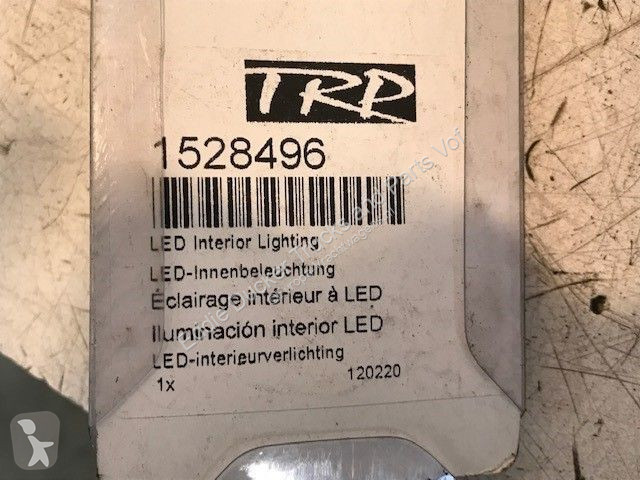 TRP
1528496
LED Interior Lighting
LED-Innenbeleuchtung
Éclairage intérieur à LED
Iluminación interior LED
LED-interieurverlichting
1x 120220